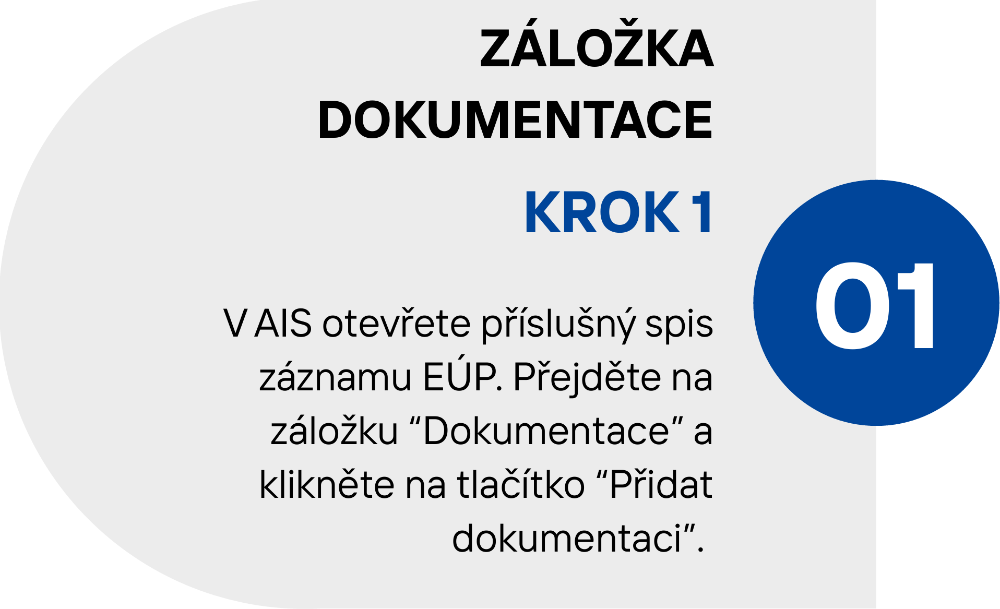 ZÁLOŽKA
DOKUMENTACE
KROK 1
01
V AIS otevřete příslušný spis
záznamu EÚP. Přejděte na
záložku “Dokumentace” a
klikněte na tlačítko “Přidat
dokumentaci”.